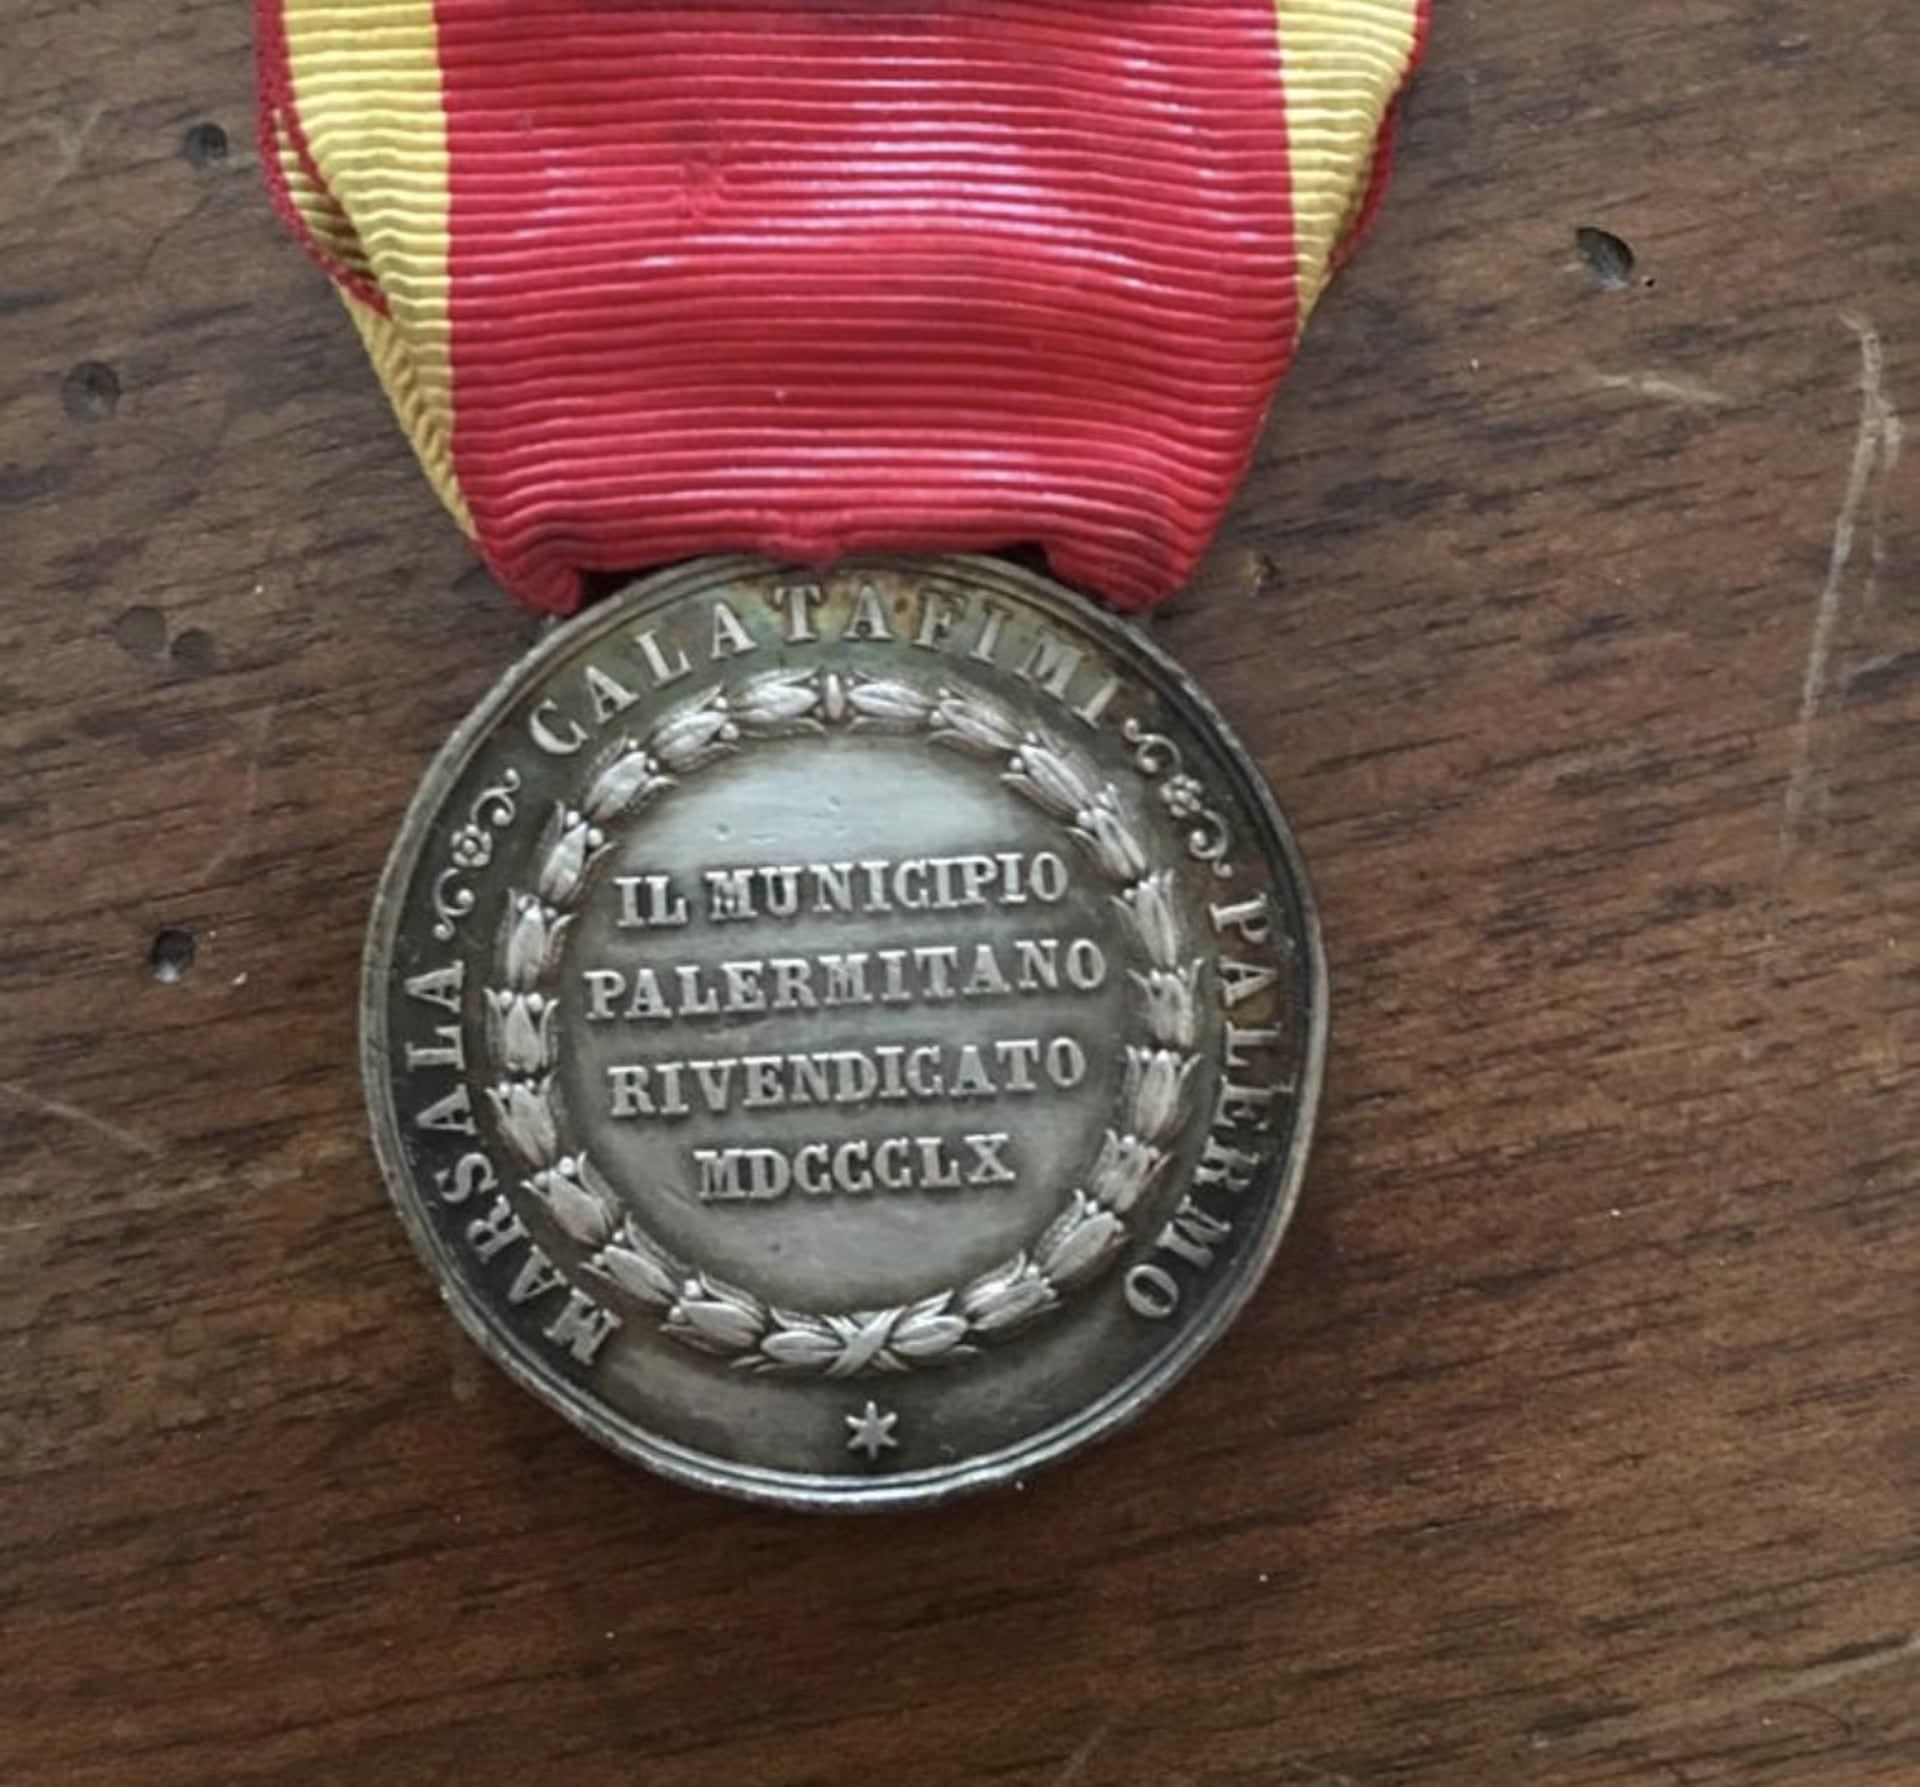 MARSALA CALATAFIMI PALERMO
IL MUNICIPIO
PALERMITANO
RIVENDICATO
MDCCCLX